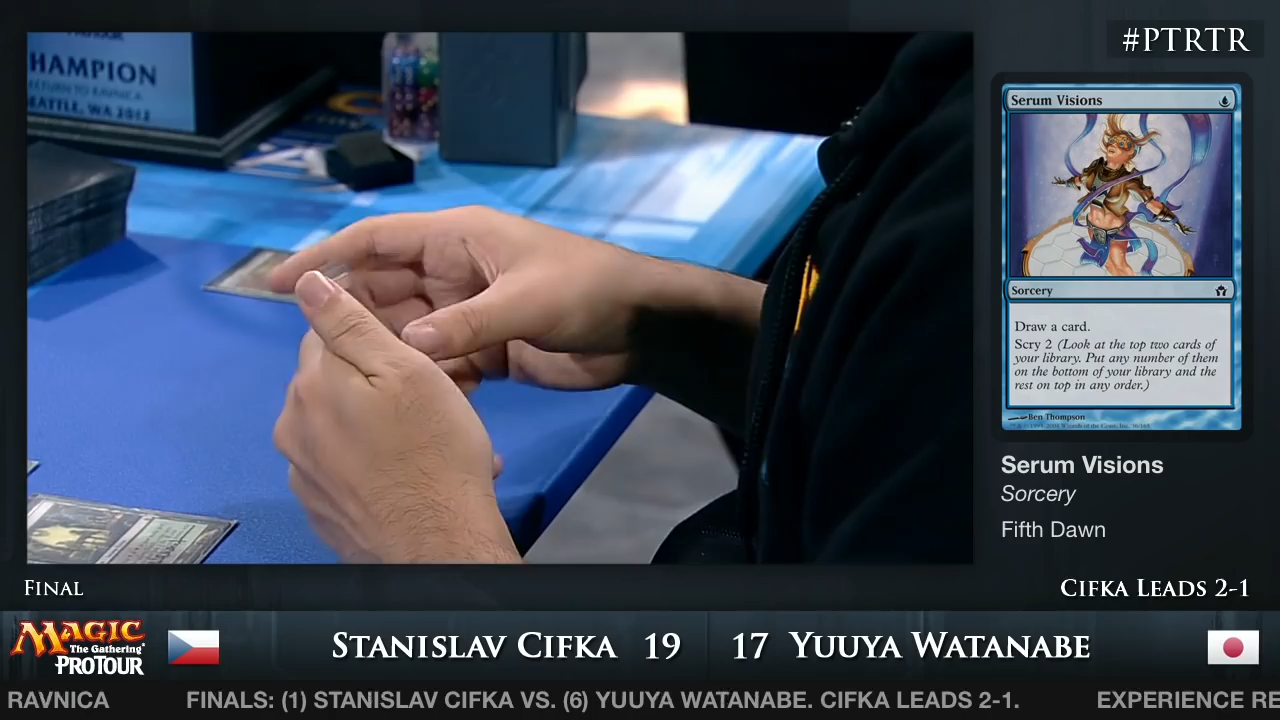 #PTRTR
HAMPION
RETURN TO RAVNICA
SEATTLE, WA 2012
Serum Visions
Sorcery
Draw a card.
Scry 2 (Look at the top two cards of
your library. Put any number of them
on the bottom of your library and the
rest on top in any order.)
Ben Thompson
Serum Visions
Sorcery
Fifth Dawn
FINAL
CIFKA LEADS 2-1
MAGIC
The Gathering
PROTOUR
STANISLAV CIFKA 19
17 YUUYA WATANABE
RAVNICA FINALS: (1) STANISLAV CIFKA VS. (6) YUUYA WATANABE. CIFKA LEADS 2-1. EXPERIENCE RE